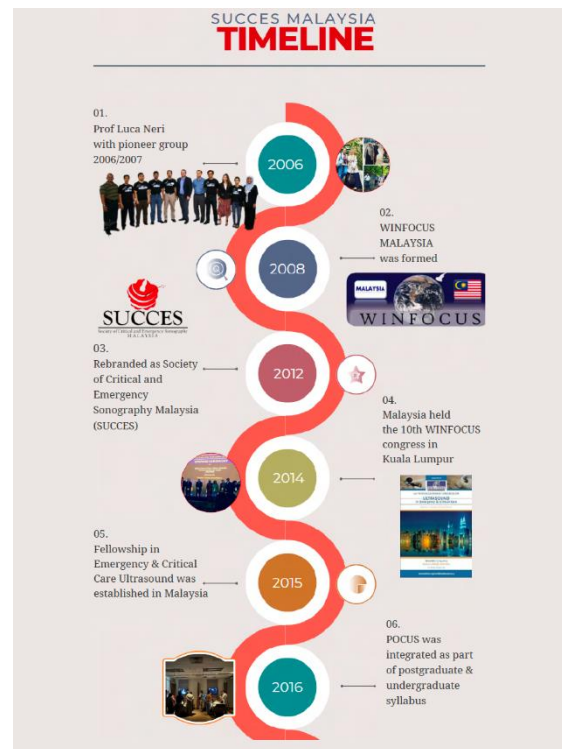 SUCCES MALAYSIA
TIMELINE
01.
Prof Luca Neri
with pioneer group
2006/2007
2006
02.
WINFOCUS
MALAYSIA
was formed
2008
MALAYSIA
WINFOCUS
SUCCES
Society of Critical and Emergency Sonography
MALAYSIA
03.
Rebranded as Society
of Critical and
Emergency
Sonography Malaysia
(SUCCES)
2012
04.
Malaysia held
the 10th WINFOCUS
congress in
Kuala Lumpur
2014
ULTRASOUND
05.
Fellowship in
Emergency & Critical
Care Ultrasound was
established in Malaysia
2015
06.
POCUS was
integrated as part
of postgraduate &
undergraduate
syllabus
2016